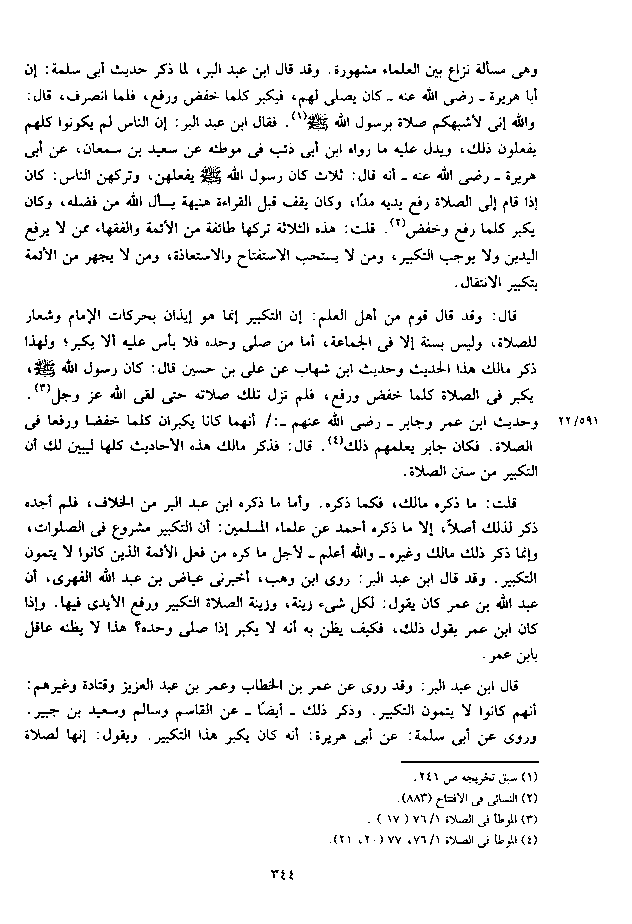 وهى مسألة نزاع بين العلماء مشهورة. وقد قال ابن عبد البر، لما ذكر حديث أبى سلمة: إن
أبا هريرة ـ رضى الله عنه ـ كان يصلى لهم، فيكبر كلما خفض ورفع، فلما انصرف، قال:
والله إنى لأشبهكم صلاة برسول الله ﷺ(١). فقال ابن عبد البر: إن الناس لم يكونوا كلهم
يفعلون ذلك، ويدل عليه ما رواه ابن أبى ذئب فى موطئه عن سعيد بن سمعان، عن أبى
هريرة ـ رضى الله عنه ـ أنه قال: ثلاث كان رسول الله ﷺ يفعلهن، وتركهن الناس: كان
إذا قام إلى الصلاة رفع يديه مدًا، وكان يقف قبل القراءة هنيهة يسأل الله من فضله، وكان
يكبر كلما رفع وخفض(٢). قلت: هذه الثلاثة تركها طائفة من الأئمة والفقهاء، ممن لا يرفع
اليدين ولا يوجب التكبير، ومن لا يستحب الاستفتاح والاستعاذة، ومن لا يجهر من الأئمة
بتكبير الانتقال.
قال: وقد قال قوم من أهل العلم: إن التكبير إنما هو إيذان بحركات الإمام وشعار
للصلاة، وليس بسنة إلا فى الجماعة، أما من صلى وحده فلا بأس عليه ألا يكبر؛ ولهذا
ذكر مالك هذا الحديث وحديث ابن شهاب عن على بن حسين قال: كان رسول الله ﷺ،
يكبر فى الصلاة كلما خفض ورفع، فلم تزل تلك صلاته حتى لقى الله عز وجل(٣).
وحديث ابن عمر وجابر ـ رضى الله عنهم ـ:/ أنهما كانا يكبران كلما خفضا ورفعا فى
٢٢/٥٩١
الصلاة. فكان جابر يعلمهم ذلك(٤). قال: فذكر مالك هذه الأحاديث كلها ليبين لك أن
التكبير من سنن الصلاة.
قلت: ما ذكره مالك، فكما ذكره. وأما ما ذكره ابن عبد البر من الخلاف، فلم أجده
ذكر لذلك أصلاً، إلا ما ذكره أحمد عن علماء المسلمين: أن التكبير مشروع فى الصلوات،
وإنما ذكر ذلك مالك وغيره ـ والله أعلم ـ لأجل ما كره من فعل الأئمة الذين كانوا لا يتمون
التكبير. وقد قال ابن عبد البر: روى ابن وهب، أخبرنى عياض بن عبد الله الفهرى، أن
عبد الله بن عمر كان يقول: لكل شىء زينة، وزينة الصلاة التكبير ورفع الأيدى فيها. وإذا
كان ابن عمر يقول ذلك، فكيف يظن به أنه لا يكبر إذا صلى وحده؟ هذا لا يظنه عاقل
بابن عمر.
قال ابن عبد البر: وقد روى عن عمر بن الخطاب وعمر بن عبد العزيز وقتادة وغيرهم:
أنهم كانوا لا يتمون التكبير. وذكر ذلك ـ أيضًا ـ عن القاسم وسالم وسعيد بن جبير.
وروى عن أبى سلمة: عن أبى هريرة: أنه كان يكبر هذا التكبير. ويقول: إنها لصلاة
(١) سبق تخريجه ص ٢٤٦.
(٢) النسائى فى الافتتاح (٨٨٣).
(٣) الموطأ فى الصلاة ٧٦/١ (١٧).
(٤) الموطأ فى الصلاة ٧٦/١، ٧٧ (٢٠، ٢١).
٣٤٤